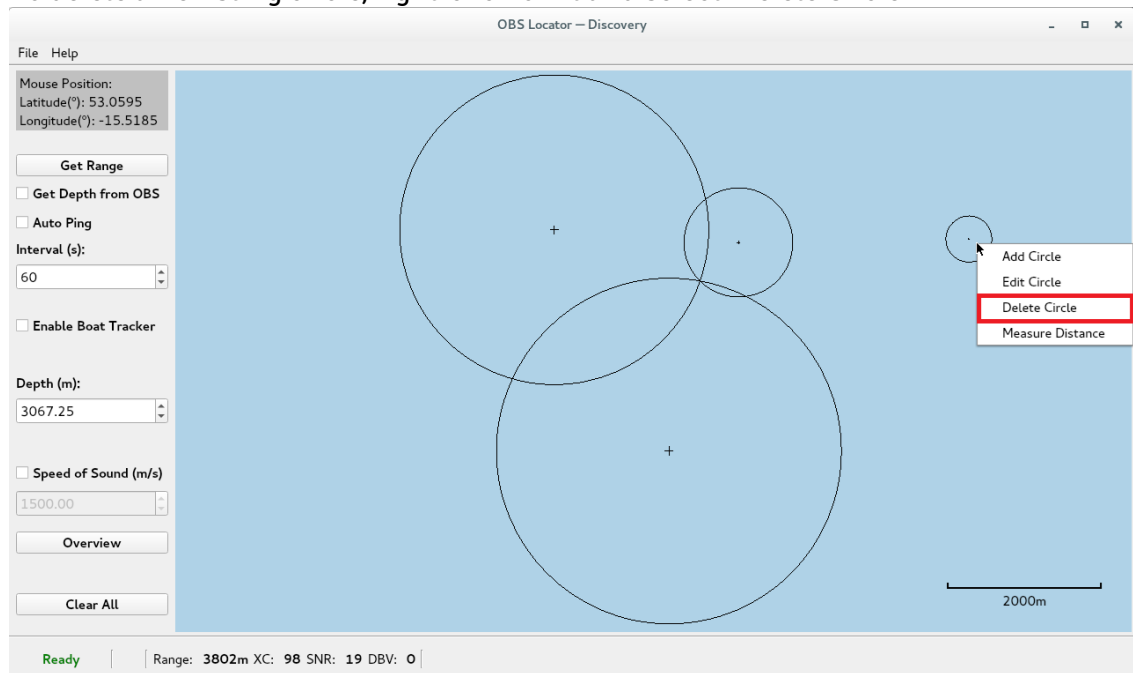 OBS Locator — Discovery
File Help
Mouse Position:
Latitude(°): 53.0595
Longitude(°): -15.5185
Get Range
Get Depth from OBS
Auto Ping
Interval (s):
60
Enable Boat Tracker
Depth (m):
3067.25
Speed of Sound (m/s)
1500.00
Overview
Clear All
Add Circle
Edit Circle
Delete Circle
Measure Distance
2000m
Ready Range: 3802m XC: 98 SNR: 19 DBV: 0